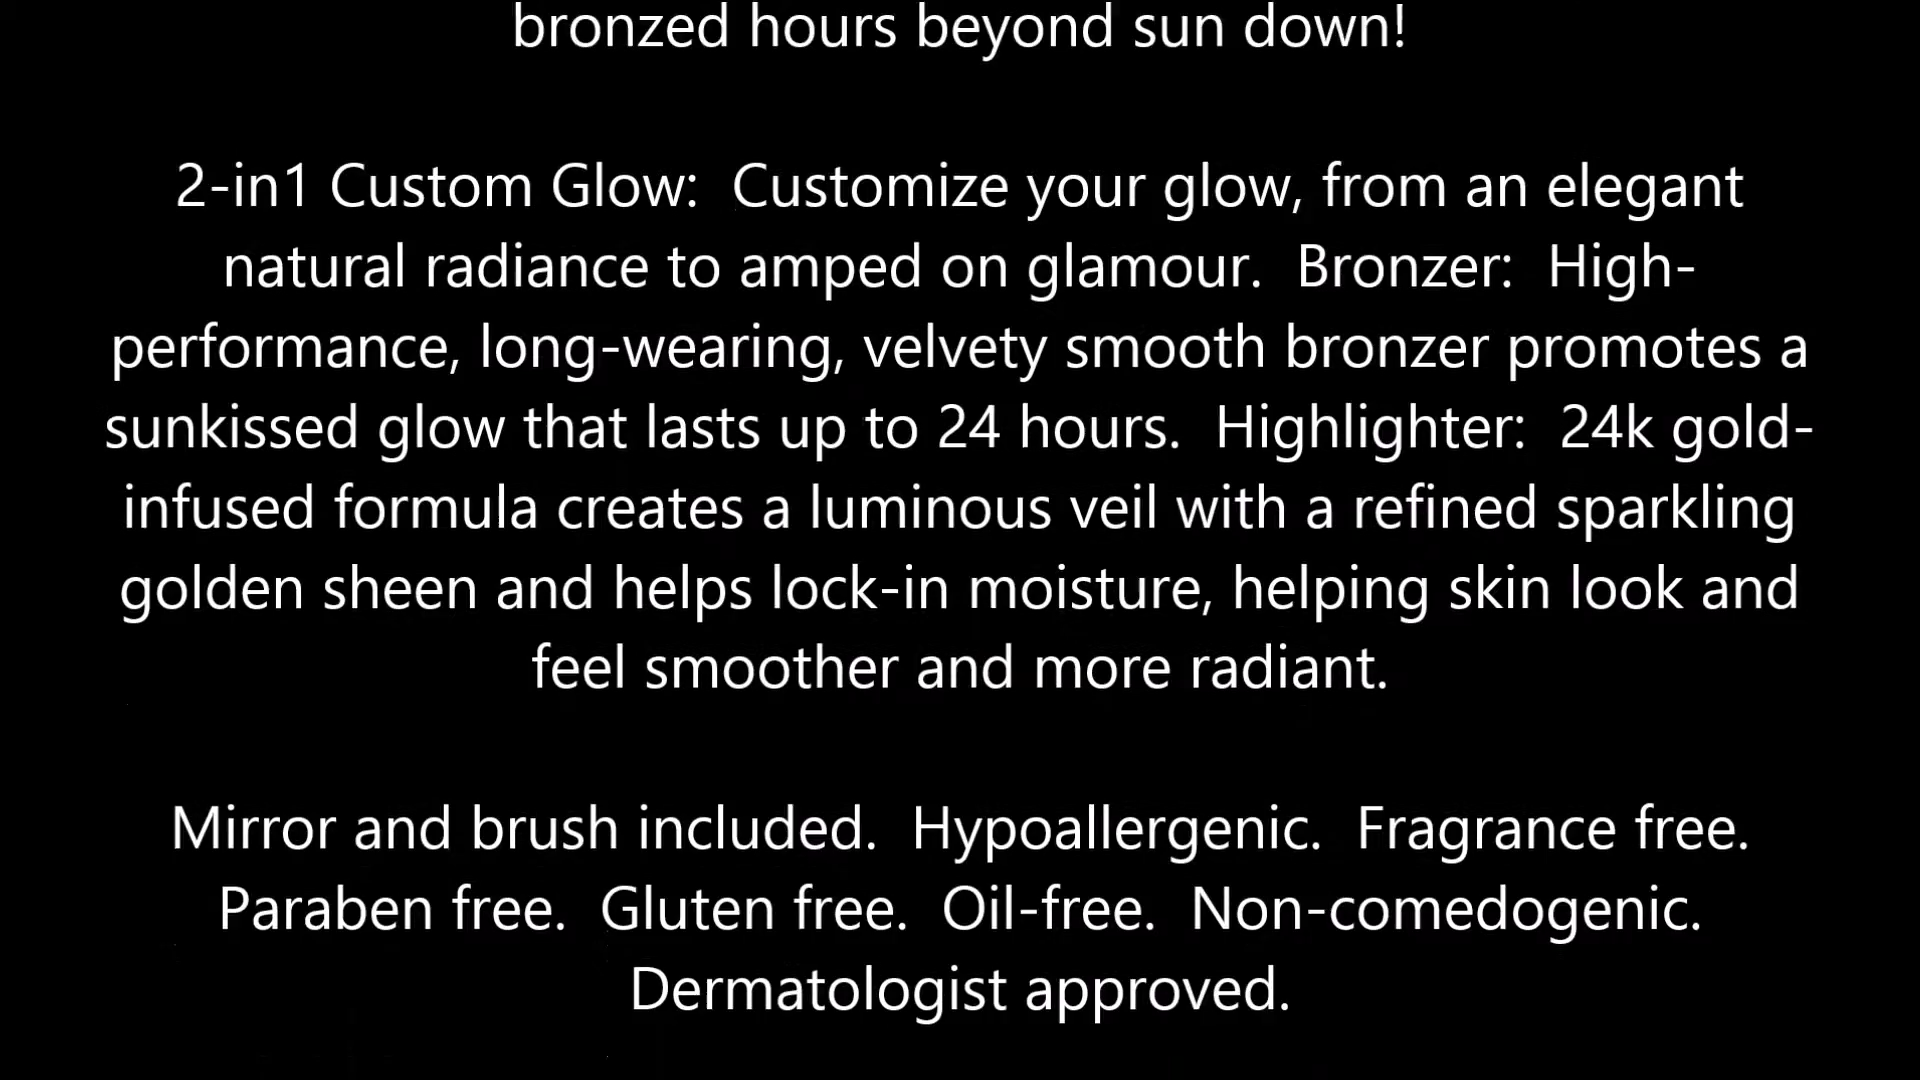 bronzed hours beyond sun down!
2-in1 Custom Glow:  Customize your glow, from an elegant
natural radiance to amped on glamour.  Bronzer:  High-
performance, long-wearing, velvety smooth bronzer promotes a
sunkissed glow that lasts up to 24 hours.  Highlighter:  24k gold-
infused formula creates a luminous veil with a refined sparkling
golden sheen and helps lock-in moisture, helping skin look and
feel smoother and more radiant.
Mirror and brush included.  Hypoallergenic.  Fragrance free.
Paraben free.  Gluten free.  Oil-free.  Non-comedogenic.
Dermatologist approved.